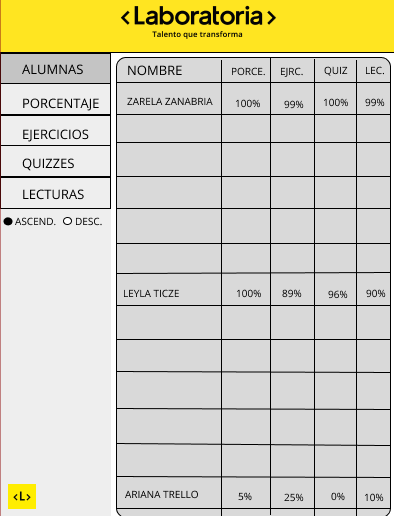 <Laboratoria>
Talento que transforma
ALUMNAS
PORCENTAJE
EJERCICIOS
QUIZZES
LECTURAS
ASCEND. DESC.
NOMBRE PORCE. EJRC. QUIZ LEC.
ZARELA ZANABRIA 100% 99% 100% 99%
LEYLA TICZE 100% 89% 96% 90%
ARIANA TRELLO 5% 25% 0% 10%
<L>